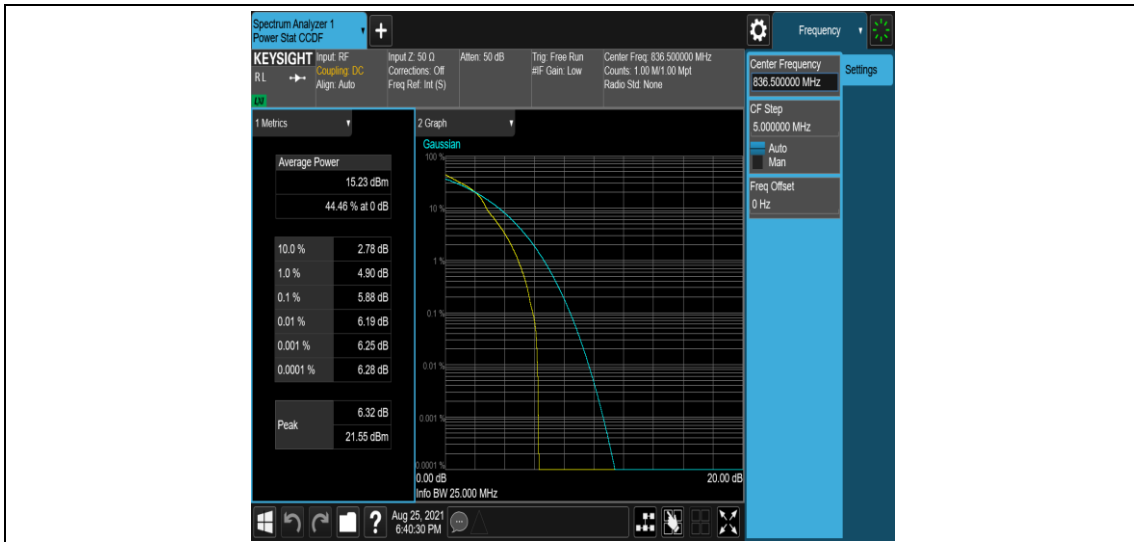 Spectrum Analyzer 1
Power Stat CCDF
+
Frequency
KEYSIGHT
RL
LXI
Input: RF
Coupling: DC
Align: Auto
Input Z: 50 Ω
Corrections: Off
Freq Ref: Int (S)
Atten: 50 dB
Trig: Free Run
#IF Gain: Low
Center Freq: 836.500000 MHz
Counts: 1.00 M/1.00 Mpt
Radio Std: None
Center Frequency
836.500000 MHz
Settings
CF Step
5.000000 MHz
Auto
Man
Freq Offset
0 Hz
1 Metrics
Average Power
15.23 dBm
44.46 % at 0 dB
10.0 % 2.78 dB
1.0 % 4.90 dB
0.1 % 5.88 dB
0.01 % 6.19 dB
0.001 % 6.25 dB
0.0001 % 6.28 dB
Peak 6.32 dB
21.55 dBm
2 Graph
Gaussian
100 %
10 %
1 %
0.1 %
0.01 %
0.001 %
0.0001 %
0.00 dB 20.00 dB
Info BW 25.000 MHz
?
Aug 25, 2021
6:40:30 PM